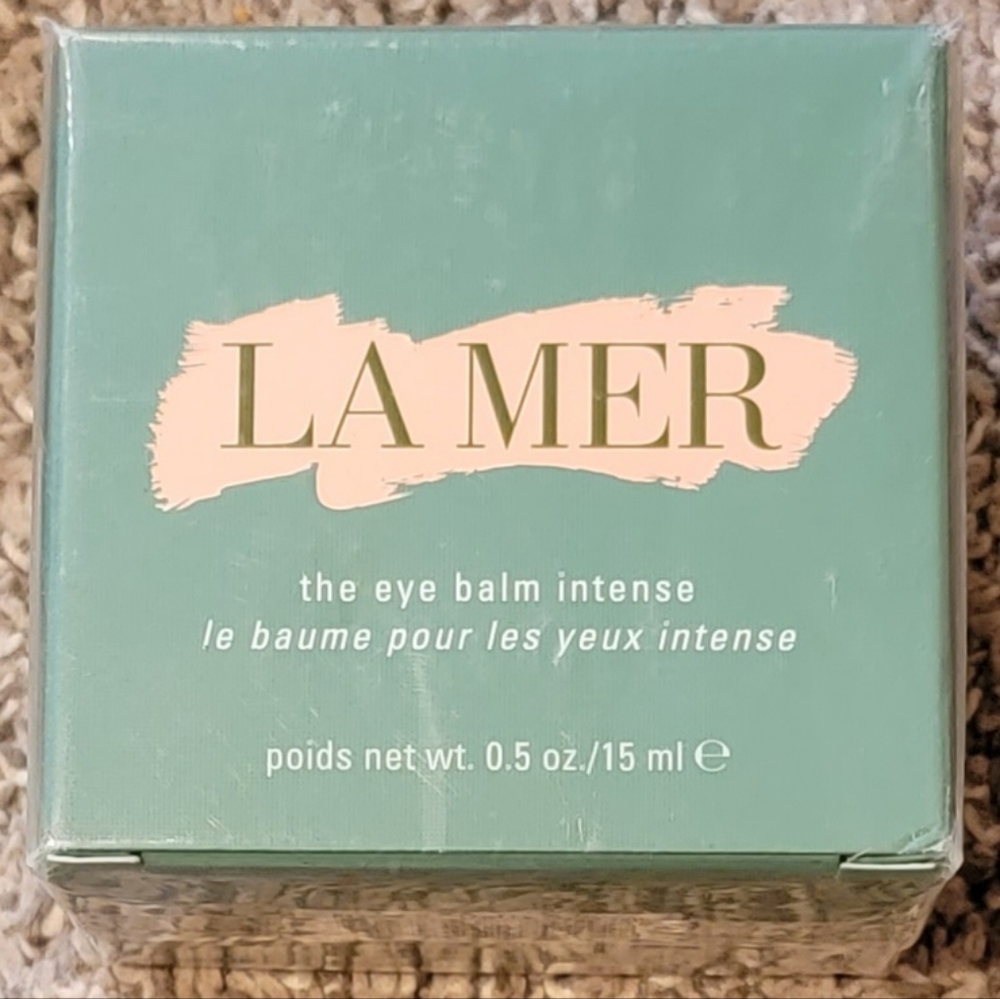 LA MER
the eye balm intense
le baume pour les yeux intense
poids net wt. 0.5 oz./15 ml ℮